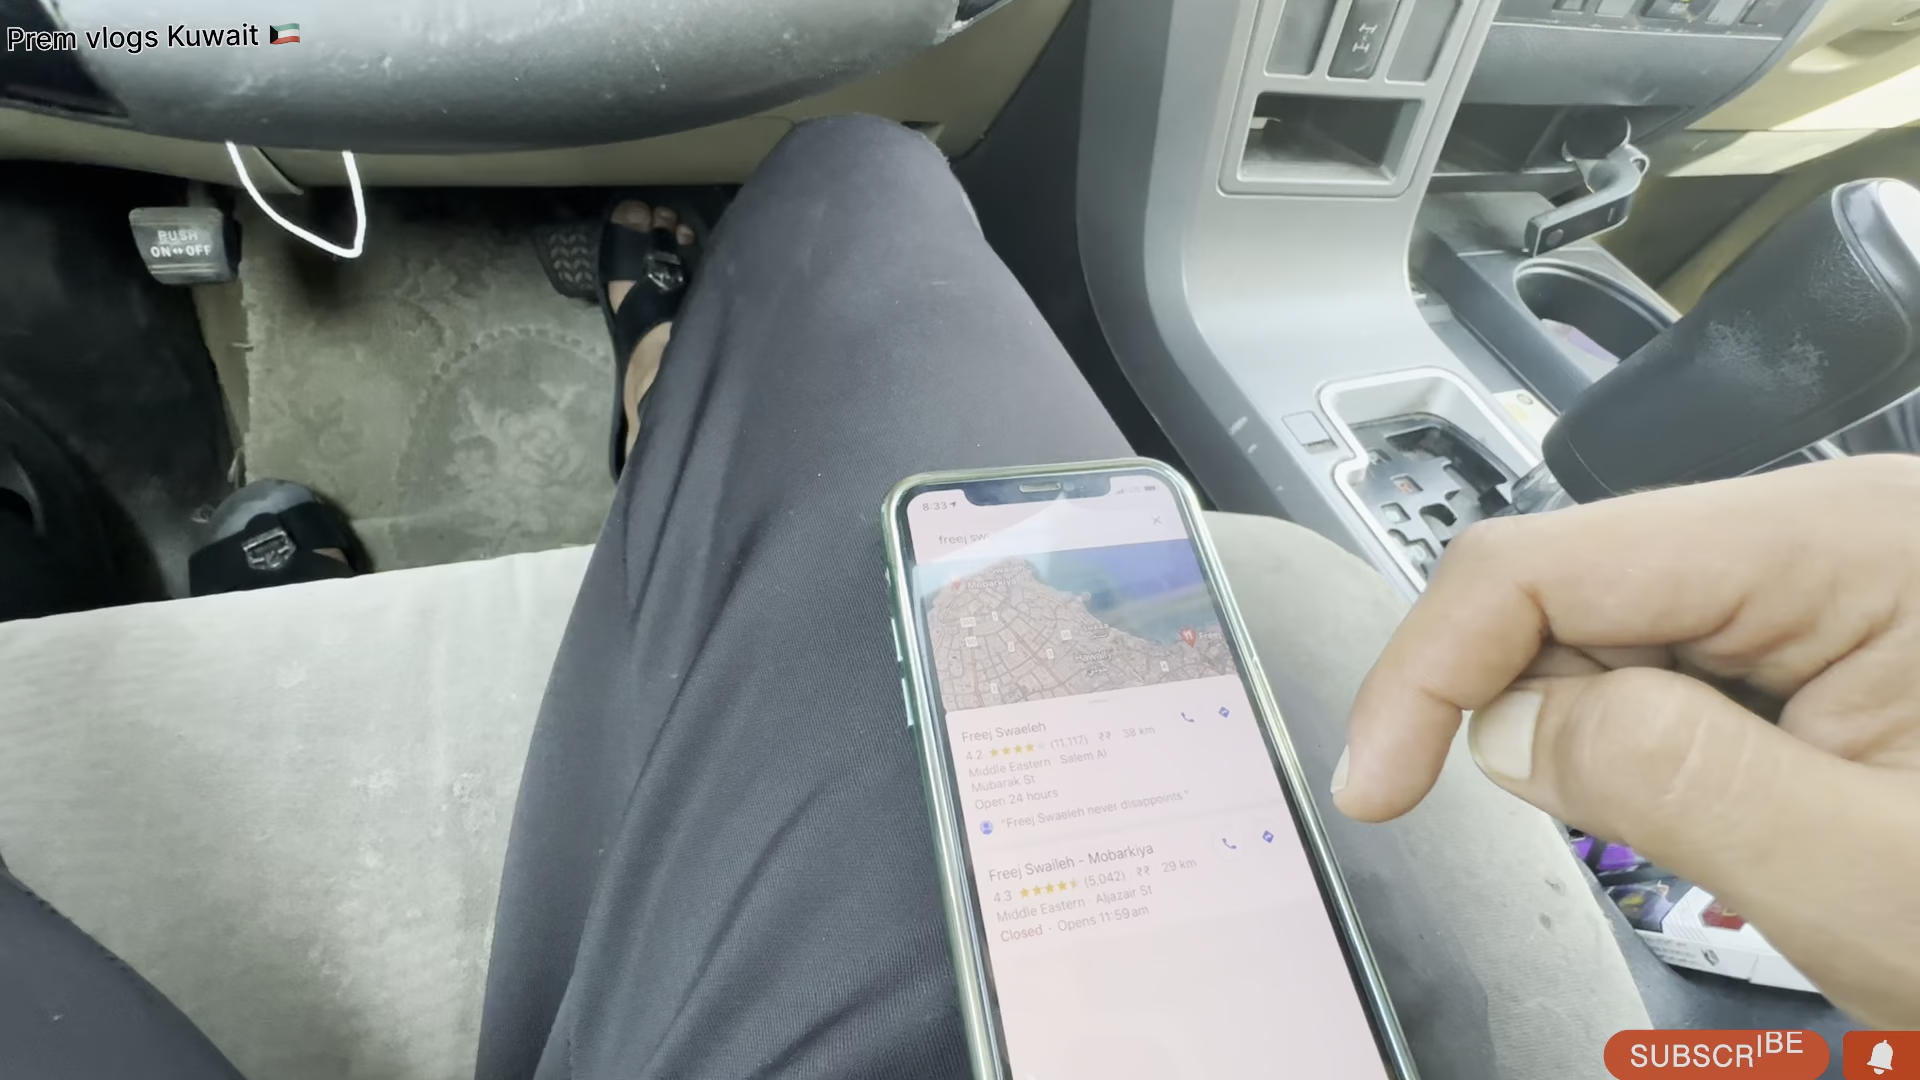 Prem vlogs Kuwait 🇰🇼
PUSH
ON↔OFF
8:33
freej sw
Mobarkiya
Free
Freej Swaeleh
4.2 ★★★★★ (11,117) · ₹₹ · 38 km
Middle Eastern · Salem Al
Mubarak St
Open 24 hours
"Freej Swaeleh never disappoints."
Freej Swaileh - Mobarkiya
4.3 ★★★★★ (5,042) · ₹₹ · 29 km
Middle Eastern · Aljazair St
Closed · Opens 11:59 am
SUBSCRIBE